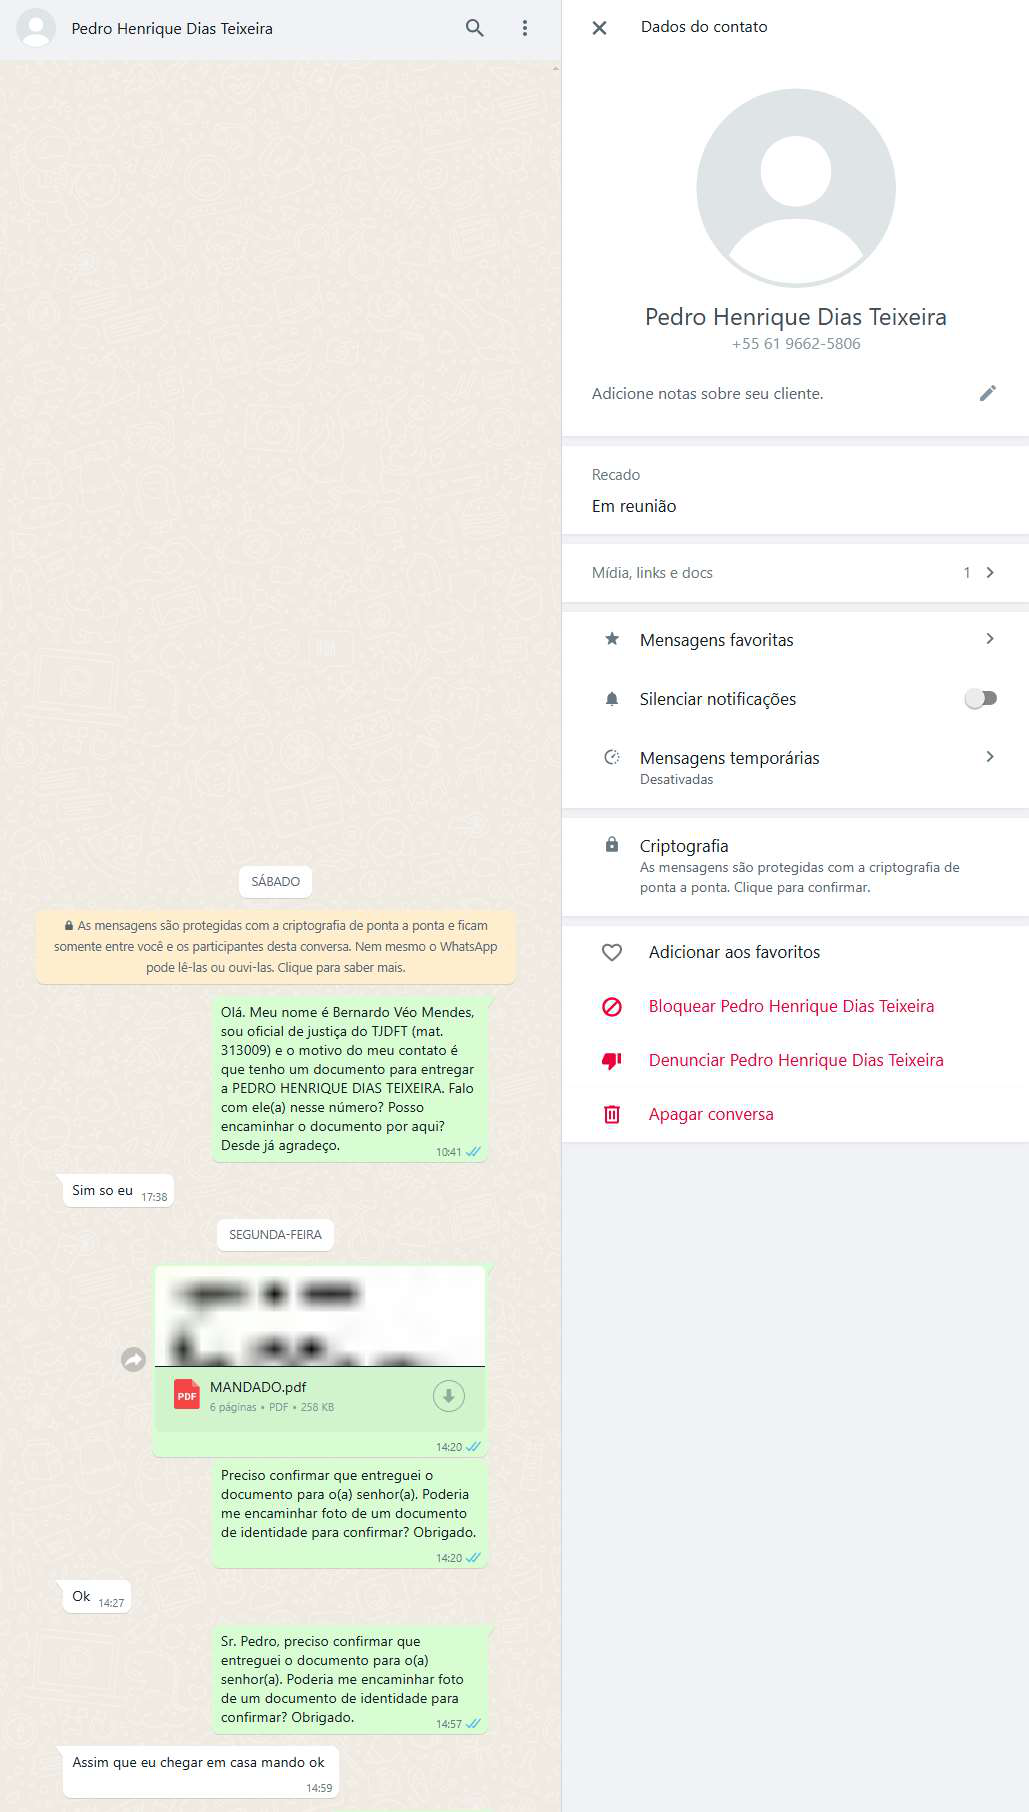 Pedro Henrique Dias Teixeira
SÁBADO
As mensagens são protegidas com a criptografia de ponta a ponta e ficam
somente entre você e os participantes desta conversa. Nem mesmo o WhatsApp
pode lê-las ou ouvi-las. Clique para saber mais.
Olá. Meu nome é Bernardo Véo Mendes,
sou oficial de justiça do TJDFT (mat.
313009) e o motivo do meu contato é
que tenho um documento para entregar
a PEDRO HENRIQUE DIAS TEIXEIRA. Falo
com ele(a) nesse número? Posso
encaminhar o documento por aqui?
Desde já agradeço.
10:41
Sim so eu 17:38
SEGUNDA-FEIRA
PDF
MANDADO.pdf
6 páginas • PDF • 258 KB
14:20
Preciso confirmar que entreguei o
documento para o(a) senhor(a). Poderia
me encaminhar foto de um documento
de identidade para confirmar? Obrigado.
14:20
Ok 14:27
Sr. Pedro, preciso confirmar que
entreguei o documento para o(a)
senhor(a). Poderia me encaminhar foto
de um documento de identidade para
confirmar? Obrigado.
14:57
Assim que eu chegar em casa mando ok
14:59
Dados do contato
Pedro Henrique Dias Teixeira
+55 61 9662-5806
Adicione notas sobre seu cliente.
Recado
Em reunião
Mídia, links e docs 1
Mensagens favoritas
Silenciar notificações
Mensagens temporárias
Desativadas
Criptografia
As mensagens são protegidas com a criptografia de
ponta a ponta. Clique para confirmar.
Adicionar aos favoritos
Bloquear Pedro Henrique Dias Teixeira
Denunciar Pedro Henrique Dias Teixeira
Apagar conversa